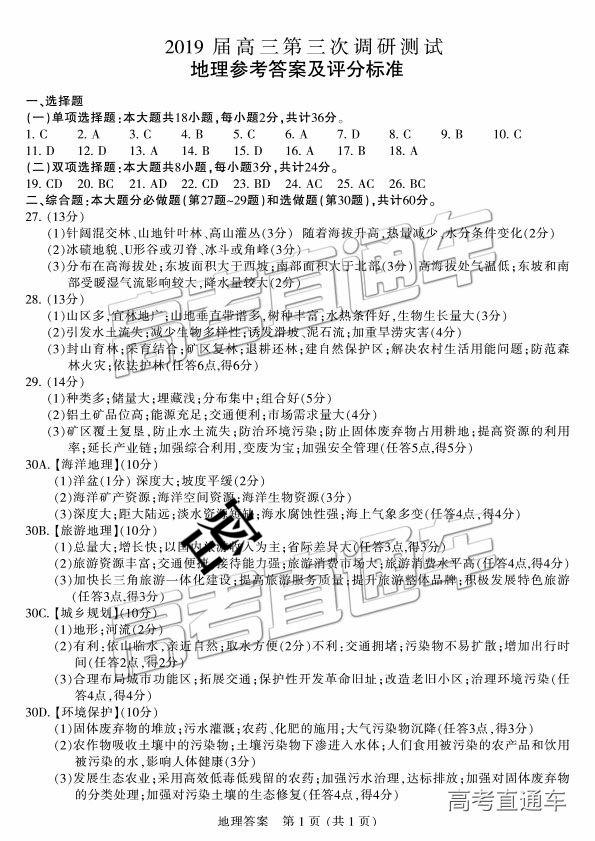 2019 届高三第三次调研测试
地理参考答案及评分标准
一、选择题
(一)单项选择题:本大题共18小题,每小题2分,共计36分。
1. C 2. A 3. C 4. B 5. C 6. A 7. D 8. C 9. B 10. C
11. D 12. D 13. A 14. B 15. A 16. A 17. B 18. A
(二)双项选择题:本大题共8小题,每小题3分,共计24分。
19. CD 20. BC 21. AD 22. CD 23. BD 24. AC 25. AC 26. BC
二、综合题:本大题分必做题(第27题~29题)和选做题(第30题),共计60分。
27. (13分)
(1)针阔混交林、山地针叶林、高山灌丛(3分) 随着海拔升高,热量减少,水分条件变化(2分)
(2)冰碛地貌、U形谷或刃脊、冰斗或角峰(3分)
(3)分布在高海拔处;东坡面积大于西坡;南部面积大于北部(3分) 高海拔处气温低;东坡和南
部受暖湿气流影响较大,降水量较大(2分)
28. (13分)
(1)山区多,宜林地广;山地垂直带谱多,树种丰富;水热条件好,生物生长量大(3分)
(2)引发水土流失;减少生物多样性;诱发滑坡、泥石流;加重旱涝灾害(4分)
(3)封山育林;采育结合;矿区复林;退耕还林;建自然保护区;解决农村生活用能问题;防范森
林火灾;依法护林(任答6点,得6分)
29. (14分)
(1)种类多;储量大;埋藏浅;分布集中;组合好(5分)
(2)铝土矿品位高;能源充足;交通便利;市场需求量大(4分)
(3)矿区覆土复垦,防止水土流失;防治环境污染;防止固体废弃物占用耕地;提高资源的利用
率;延长产业链;加强综合利用,变废为宝;加强安全管理(任答5点,得5分)
30A.【海洋地理】(10分)
(1)洋盆(1分) 深度大;坡度平缓(2分)
(2)海洋矿产资源;海洋空间资源;海洋生物资源(3分)
(3)深度大;距大陆远;淡水资源短缺;海水腐蚀性强;海上气象多变(任答4点,得4分)
30B.【旅游地理】(10分)
(1)总量大;增长快;以国内旅游收入为主;省际差异大(任答3点,得3分)
(2)旅游资源丰富;交通便捷;接待能力强;旅游消费市场大;旅游消费水平高(任答4点,得4分)
(3)加快长三角旅游一体化建设;提高旅游服务质量;提升旅游整体品牌;积极发展特色旅游
(任答3点,得3分)
30C.【城乡规划】(10分)
(1)地形;河流(2分)
(2)有利:依山临水,亲近自然;取水方便(2分)不利:交通拥堵;污染物不易扩散;增加出行时
间(任答2点,得2分)
(3)合理布局城市功能区;拓展交通;保护性开发革命旧址;改造老旧小区;治理环境污染(任
答4点,得4分)
30D.【环境保护】(10分)
(1)固体废弃物的堆放;污水灌溉;农药、化肥的施用;大气污染物沉降(任答3点,得3分)
(2)农作物吸收土壤中的污染物;土壤污染物下渗进入水体;人们食用被污染的农产品和饮用
被污染的水,影响人体健康(3分)
(3)发展生态农业;采用高效低毒低残留的农药;加强污水治理,达标排放;加强对固体废弃物
的分类处理;加强对污染土壤的生态修复(任答4点,得4分)
地理答案 第 1 页 (共 1 页)
高考直通车
高考直通车
高考直通车
高考直通车
密